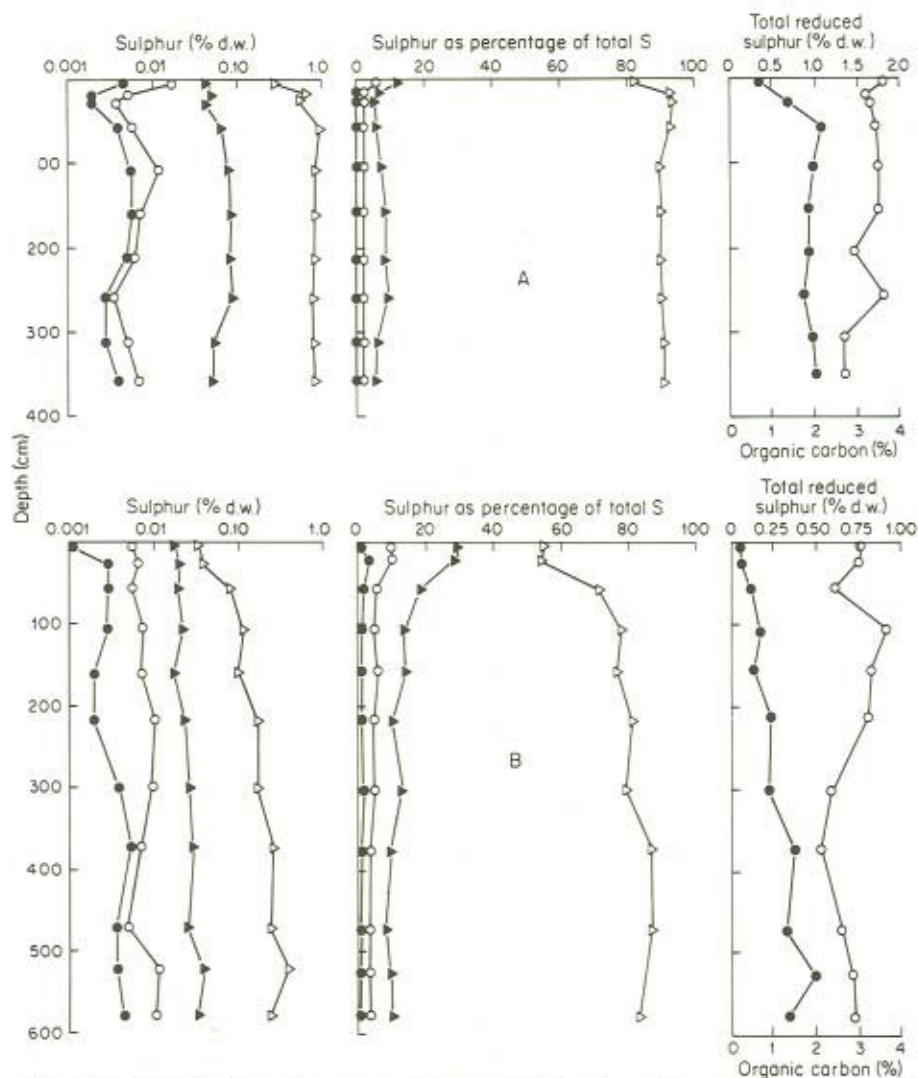 Sulphur (% d.w.)
0.001 0.01 0.10 1.0
Sulphur as percentage of total S
0 20 40 60 80 100
Total reduced
sulphur (% d.w.)
0 0.5 1.0 1.5 2.0
00
200
300
400
A
0 1 2 3 4
Organic carbon (%)
Depth (cm)
Sulphur (% d.w.)
0.001 0.01 0.10 1.0
Sulphur as percentage of total S
0 20 40 60 80 100
Total reduced
sulphur (% d.w.)
0 0.25 0.50 0.75 1.00
0
100
200
300
400
500
600
B
0 1 2 3 4
Organic carbon (%)